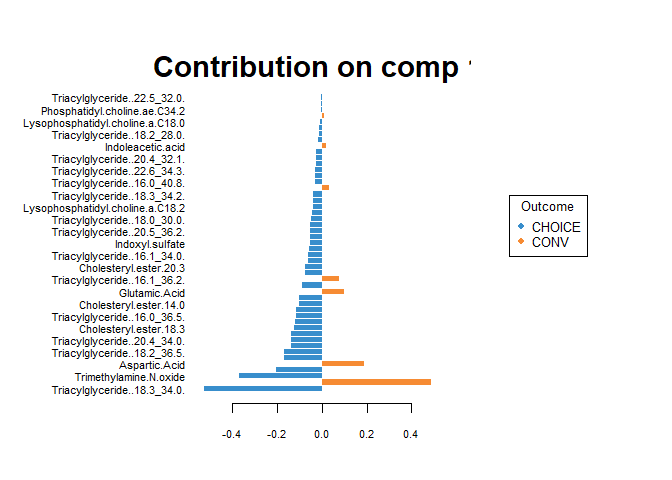 Contribution on comp
Triacylglyceride..22.5_32.0.
Phosphatidyl.choline.ae.C34.2
Lysophosphatidyl.choline.a.C18.0
Triacylglyceride..18.2_28.0.
Indoleacetic.acid
Triacylglyceride..20.4_32.1.
Triacylglyceride..22.6_34.3.
Triacylglyceride..16.0_40.8.
Triacylglyceride..18.3_34.2.
Lysophosphatidyl.choline.a.C18.2
Triacylglyceride..18.0_30.0.
Triacylglyceride..20.5_36.2.
Indoxyl.sulfate
Triacylglyceride..16.1_34.0.
Cholesteryl.ester.20.3
Triacylglyceride..16.1_36.2.
Glutamic.Acid
Cholesteryl.ester.14.0
Triacylglyceride..16.0_36.5.
Cholesteryl.ester.18.3
Triacylglyceride..20.4_34.0.
Triacylglyceride..18.2_36.5.
Aspartic.Acid
Trimethylamine.N.oxide
Triacylglyceride..18.3_34.0.
-0.4 -0.2 0.0 0.2 0.4
Outcome
CHOICE
CONV